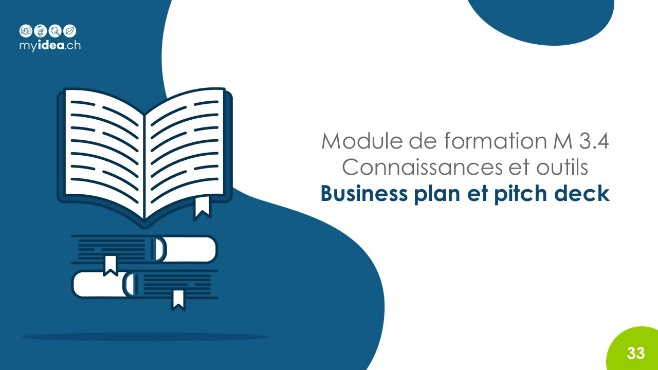 myidea.ch
Module de formation M 3.4
Connaissances et outils
Business plan et pitch deck
33